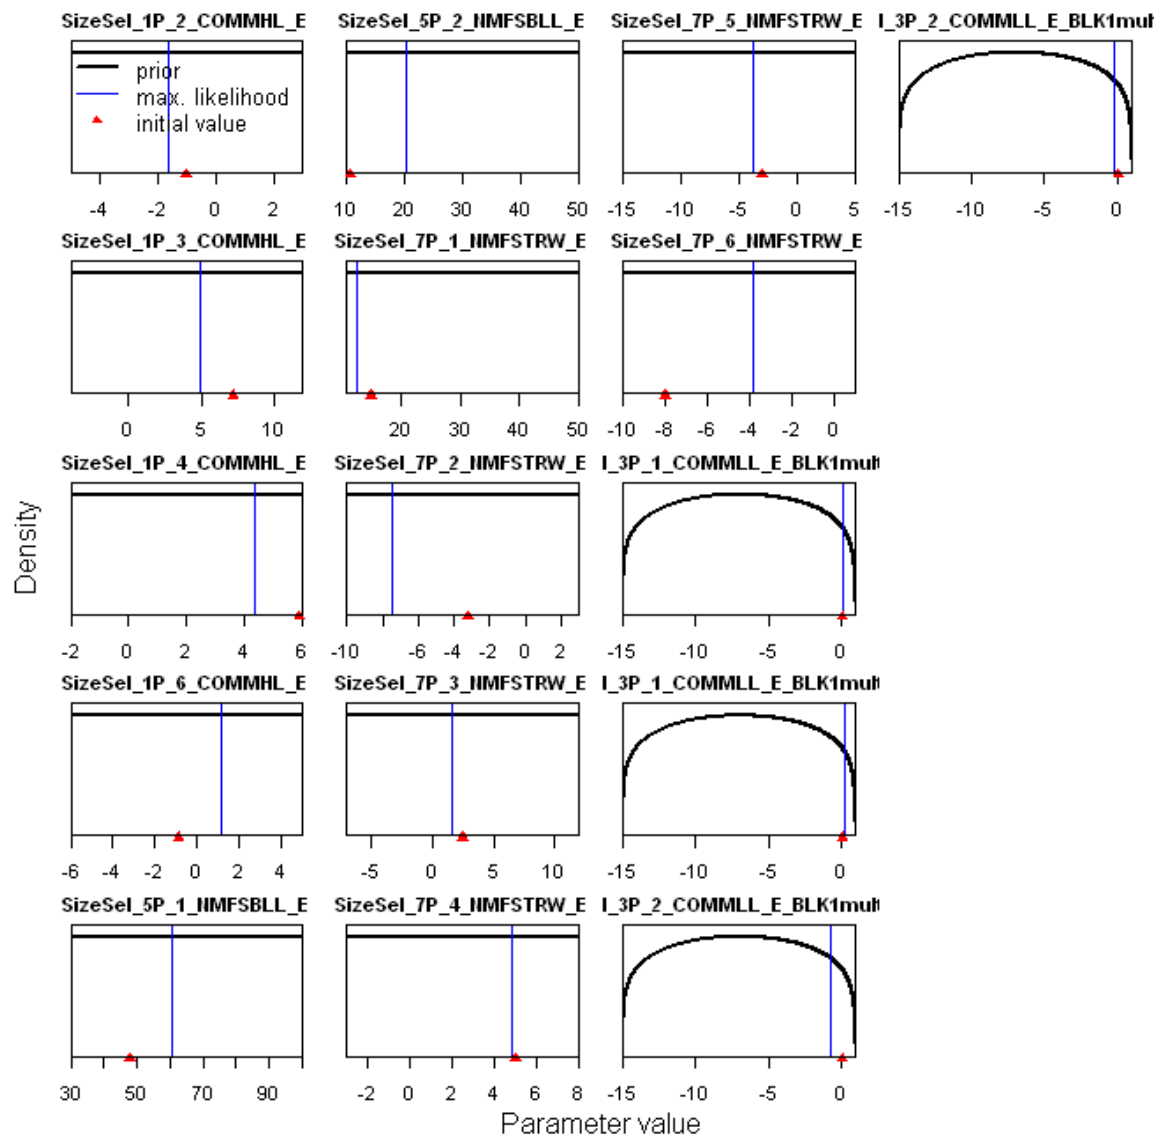 SizeSel_1P_2_COMMHL_E SizeSel_5P_2_NMFSBLL_E SizeSel_7P_5_NMFSTRW_E l_3P_2_COMMLL_E_BLK1mult
prior
max. likelihood
initial value
-4 -2 0 2 10 20 30 40 50 -15 -10 -5 0 5 -15 -10 -5 0
SizeSel_1P_3_COMMHL_E SizeSel_7P_1_NMFSTRW_E SizeSel_7P_6_NMFSTRW_E
0 5 10 20 30 40 50 -10 -8 -6 -4 -2 0
SizeSel_1P_4_COMMHL_E SizeSel_7P_2_NMFSTRW_E l_3P_1_COMMLL_E_BLK1mult
-2 0 2 4 6 -10 -6 -4 -2 0 2 -15 -10 -5 0
SizeSel_1P_6_COMMHL_E SizeSel_7P_3_NMFSTRW_E l_3P_1_COMMLL_E_BLK1mult
-6 -4 -2 0 2 4 -5 0 5 10 -15 -10 -5 0
SizeSel_5P_1_NMFSBLL_E SizeSel_7P_4_NMFSTRW_E l_3P_2_COMMLL_E_BLK1mult
30 50 70 90 -2 0 2 4 6 8 -15 -10 -5 0
Density
Parameter value